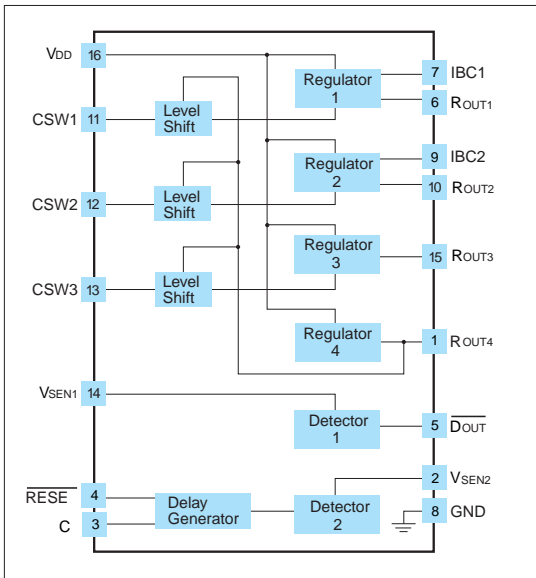 VDD 16
Regulator 1
7 IBC1
6 ROUT1
CSW1 11
Level Shift
Regulator 2
9 IBC2
10 ROUT2
CSW2 12
Level Shift
Regulator 3
15 ROUT3
CSW3 13
Level Shift
Regulator 4
1 ROUT4
VSEN1 14
Detector 1
5 DOUT
2 VSEN2
RESE 4
Delay Generator
Detector 2
8 GND
C 3